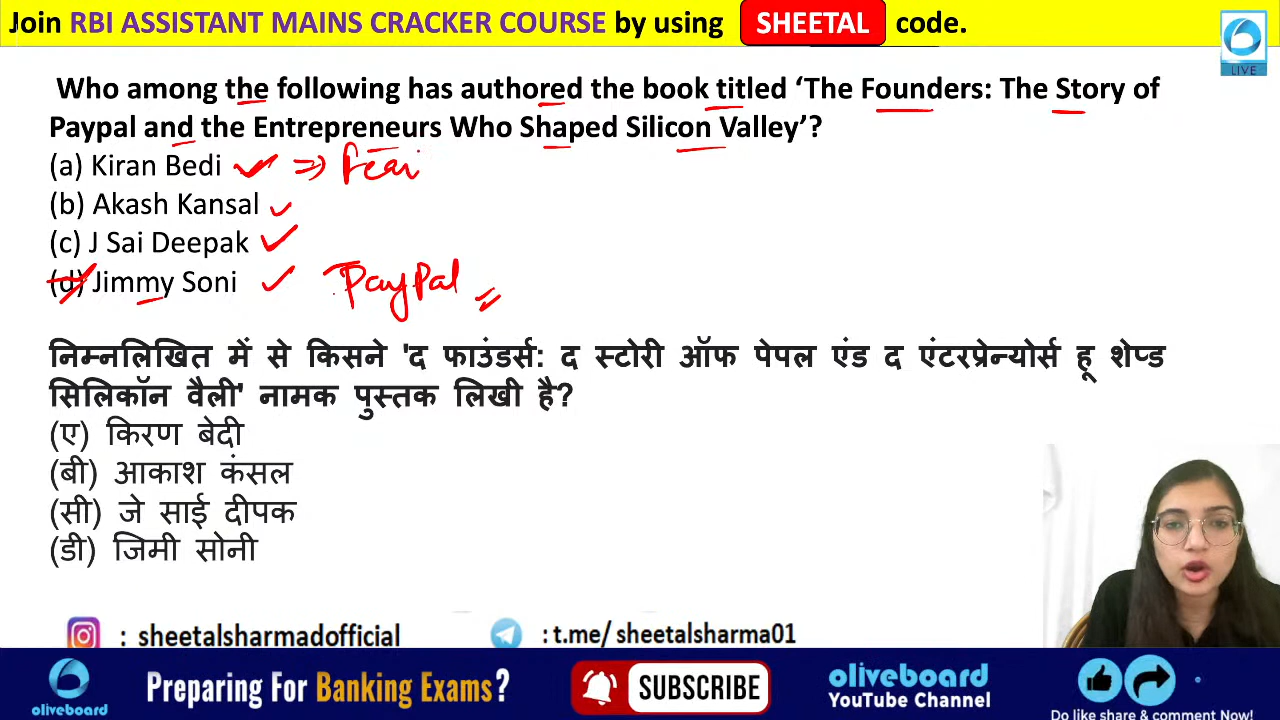 Join RBI ASSISTANT MAINS CRACKER COURSE by using SHEETAL code.
LIVE
Who among the following has authored the book titled ‘The Founders: The Story of
Paypal and the Entrepreneurs Who Shaped Silicon Valley’?
(a) Kiran Bedi ⇒ fear
(b) Akash Kansal
(c) J Sai Deepak
(d) Jimmy Soni PayPal
निम्नलिखित में से किसने 'द फाउंडर्स: द स्टोरी ऑफ पेपल एंड द एंटरप्रेन्योर्स हू शेप्ड
सिलिकॉन वैली' नामक पुस्तक लिखी है?
(ए) किरण बेदी
(बी) आकाश कंसल
(सी) जे साई दीपक
(डी) जिमी सोनी
: sheetalsharmadofficial
: t.me/ sheetalsharma01
oliveboard
Preparing For Banking Exams?
SUBSCRIBE
oliveboard
YouTube Channel
Do like share & comment Now!